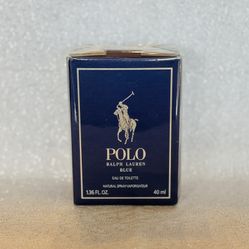 POLO
RALPH LAUREN
BLUE
EAU DE TOILETTE
NATURAL SPRAY/VAPORISATEUR
1.36 FL. OZ. 40 ml